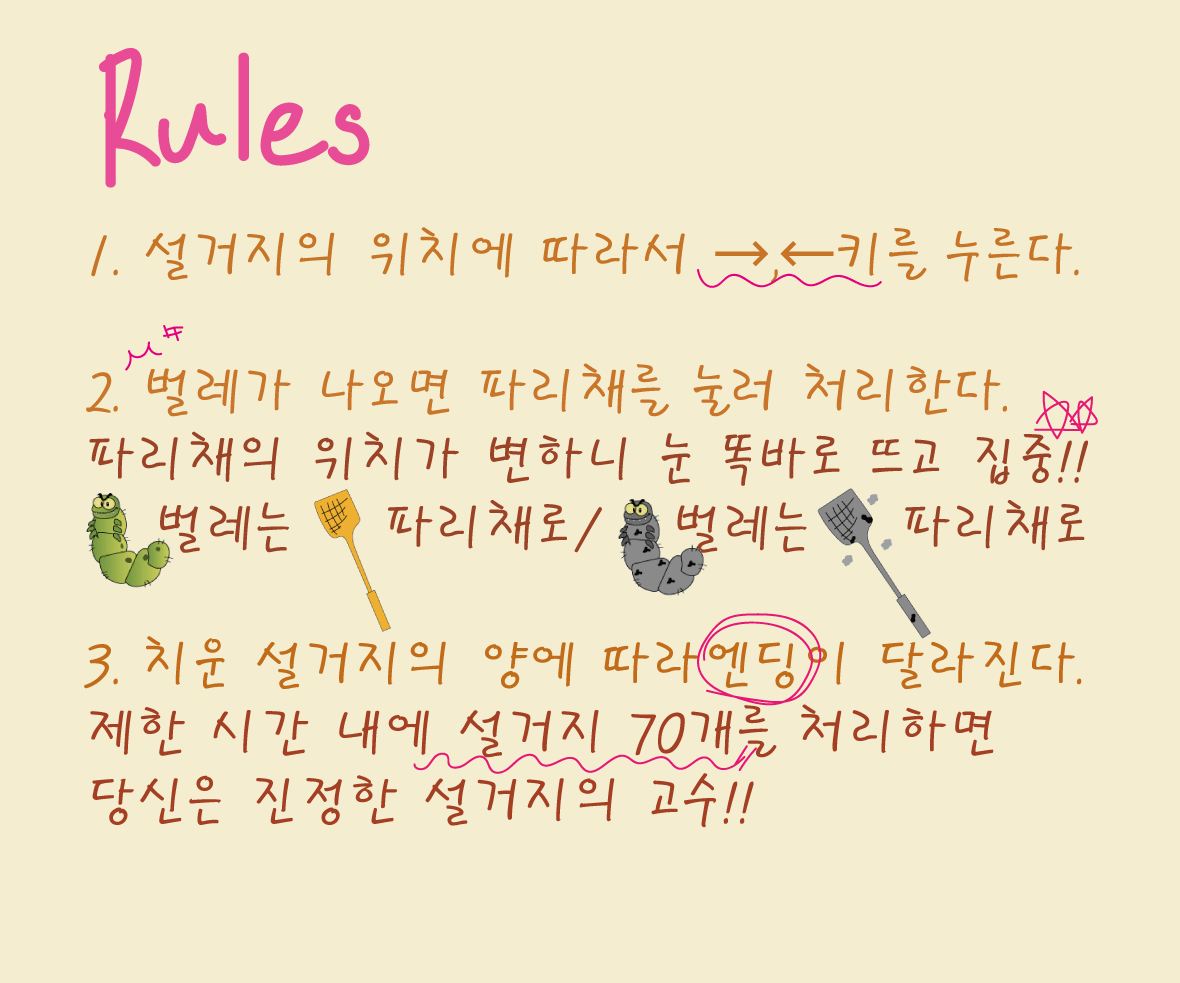 Rules
1. 설거지의 위치에 따라서 →,←키를 누른다.
2. 벌레가 나오면 파리채를 눌러 처리한다.
파리채의 위치가 변하니 눈 똑바로 뜨고 집중!!
벌레는 파리채로/ 벌레는 파리채로
3. 치운 설거지의 양에 따라 엔딩이 달라진다.
제한 시간 내에 설거지 70개를 처리하면
당신은 진정한 설거지의 고수!!